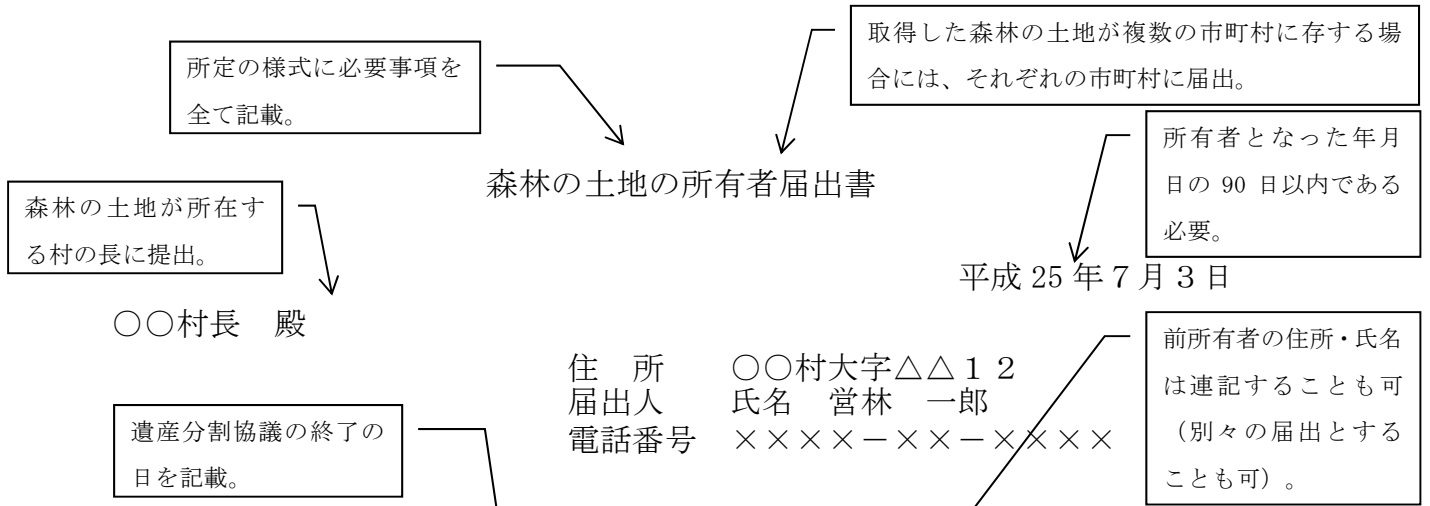 取得した森林の土地が複数の市町村に存する場
合には、それぞれの市町村に届出。
所定の様式に必要事項を
全て記載。
所有者となった年月
日の 90 日以内である
必要。
森林の土地の所有者届出書
森林の土地が所在す
る村の長に提出。
平成 25 年７月３日
○○村長　殿
前所有者の住所・氏名
は連記することも可
（別々の届出とする
ことも可）。
住　所　　○○村大字△△１２
届出人　　氏名　営林　一郎
電話番号　××××－××－××××
遺産分割協議の終了の
日を記載。